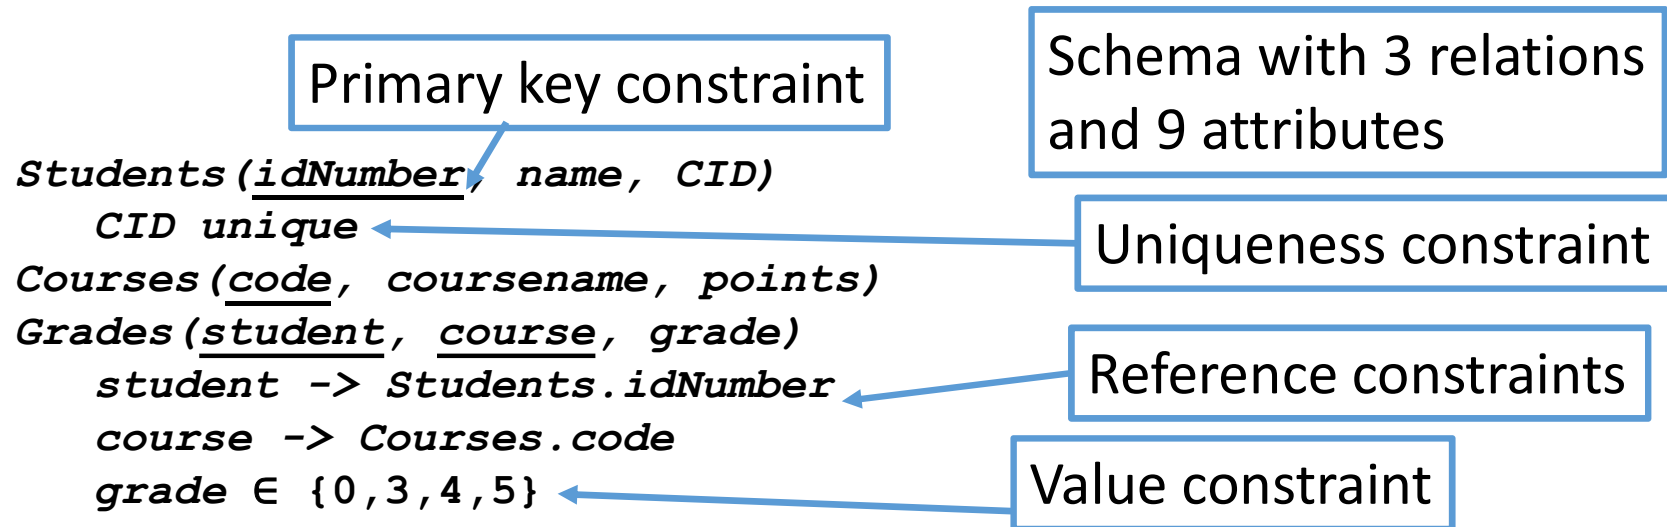 Primary key constraint
Schema with 3 relations
and 9 attributes
Students(idNumber, name, CID)
CID unique
Uniqueness constraint
Courses(code, coursename, points)
Grades(student, course, grade)
student -> Students.idNumber
Reference constraints
course -> Courses.code
grade ∈ {0,3,4,5}
Value constraint